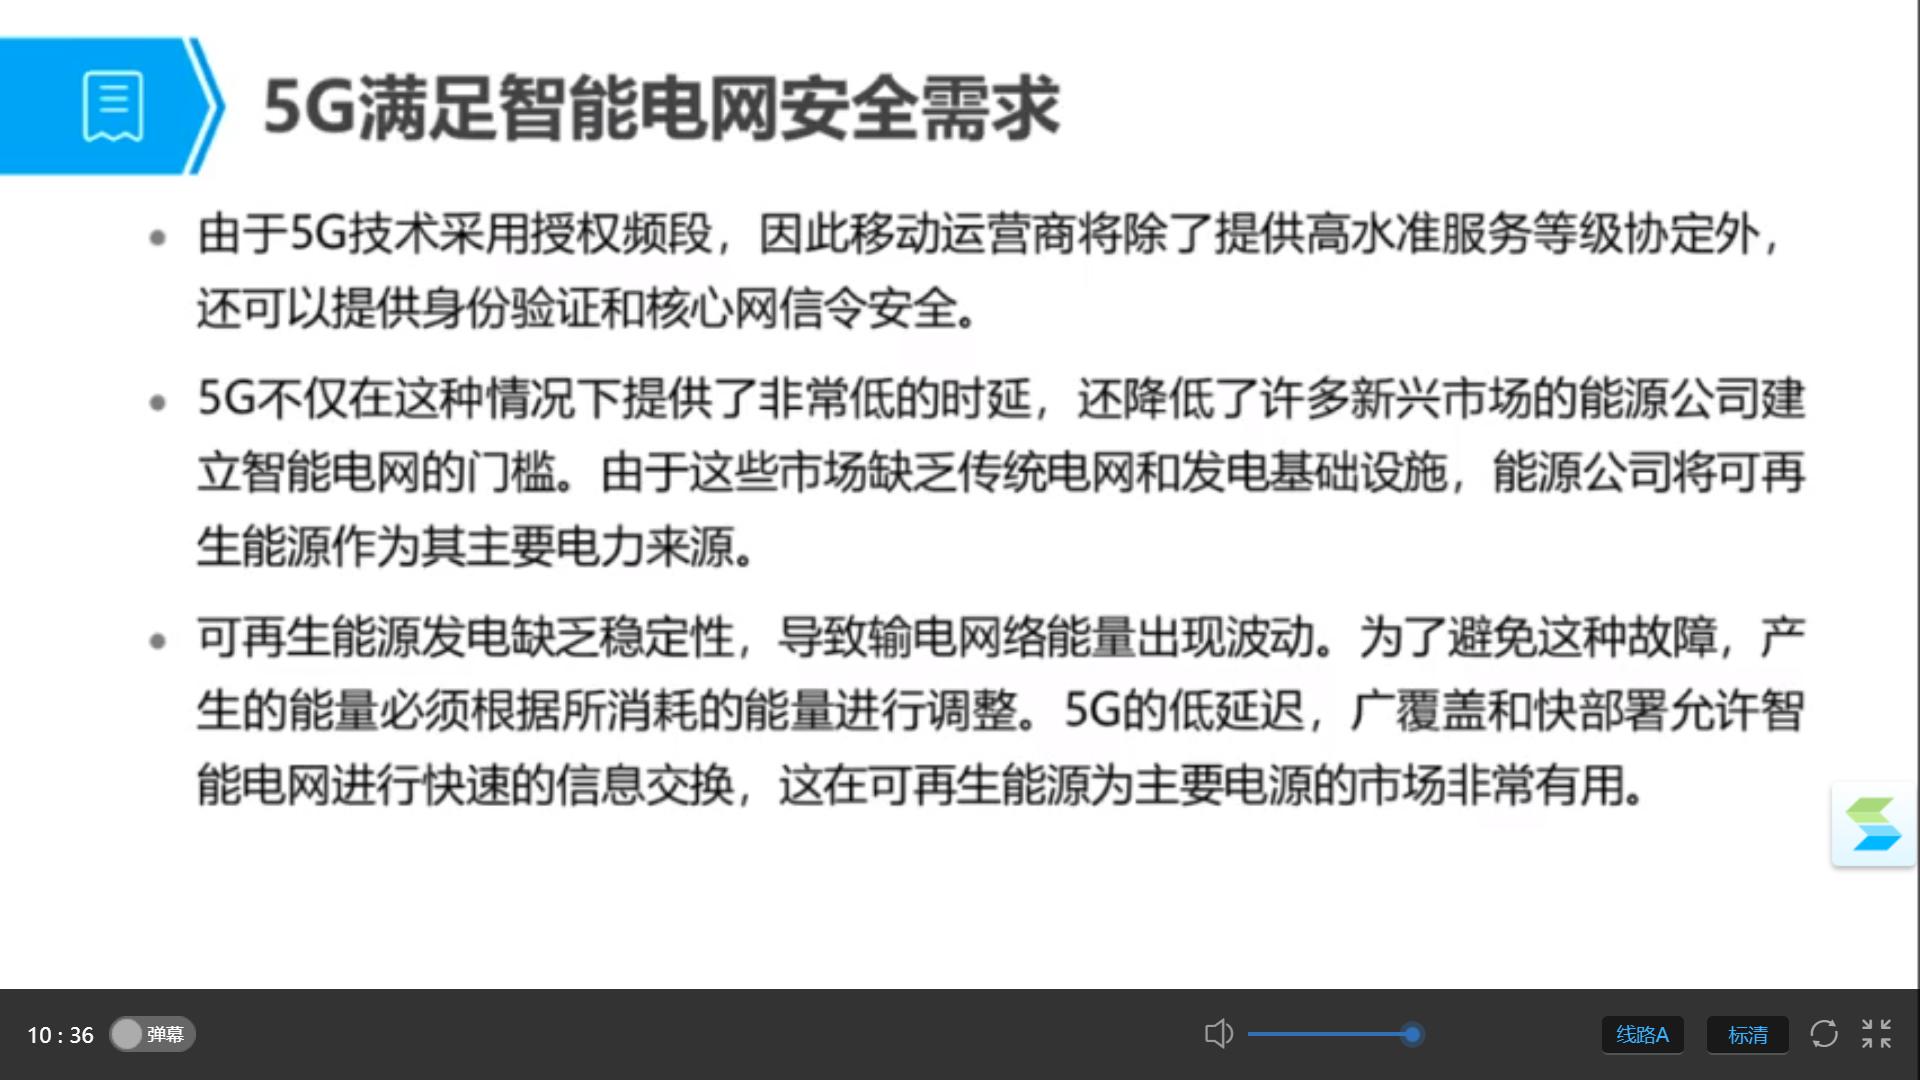 5G满足智能电网安全需求
由于5G技术采用授权频段，因此移动运营商将除了提供高水准服务等级协定外，
还可以提供身份验证和核心网信令安全。
5G不仅在这种情况下提供了非常低的时延，还降低了许多新兴市场的能源公司建
立智能电网的门槛。由于这些市场缺乏传统电网和发电基础设施，能源公司将可再
生能源作为其主要电力来源。
可再生能源发电缺乏稳定性，导致输电网络能量出现波动。为了避免这种故障，产
生的能量必须根据所消耗的能量进行调整。5G的低延迟，广覆盖和快部署允许智
能电网进行快速的信息交换，这在可再生能源为主要电源的市场非常有用。
10 : 36 弹幕 线路A 标清